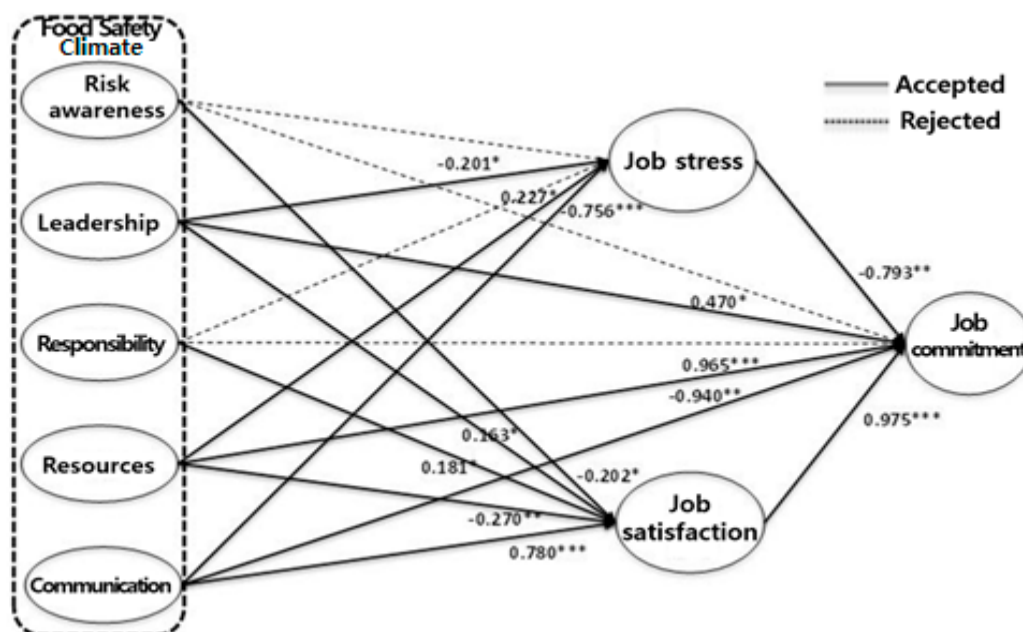 Food Safety
Climate
Risk
awareness
Accepted
Rejected
-0.201*
Job stress
0.227*
-0.756***
Leadership
-0.793**
0.470*
Job
commitment
Responsibility
0.965***
-0.940**
0.975***
0.163*
Resources
0.181*
-0.202*
Job
satisfaction
-0.270**
0.780***
Communication